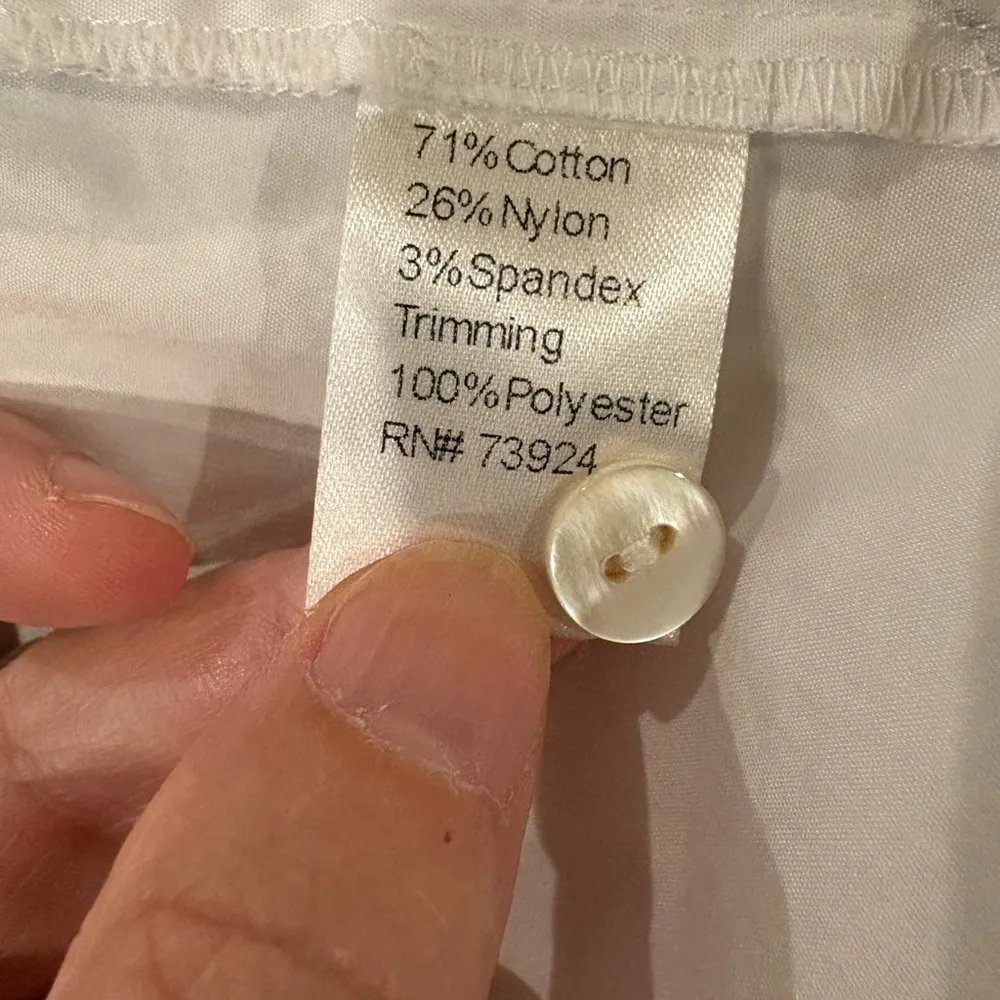 71% Cotton
26% Nylon
3% Spandex
Trimming
100% Polyester
RN# 73924